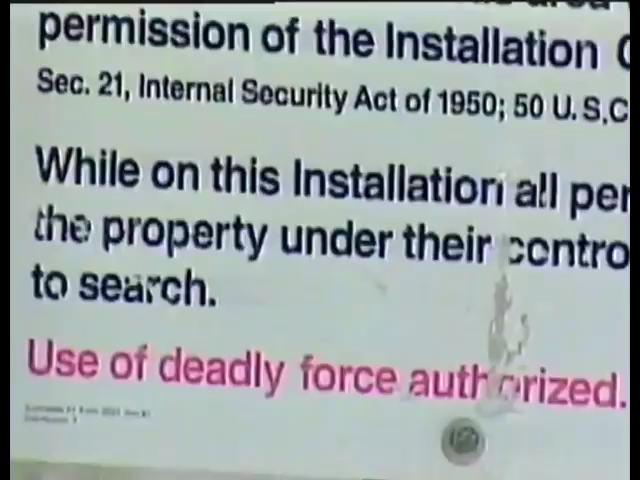 permission of the Installation
Sec. 21, Internal Security Act of 1950; 50 U.S.C
While on this Installation all per
the property under their contro
to search.
Use of deadly force authorized.